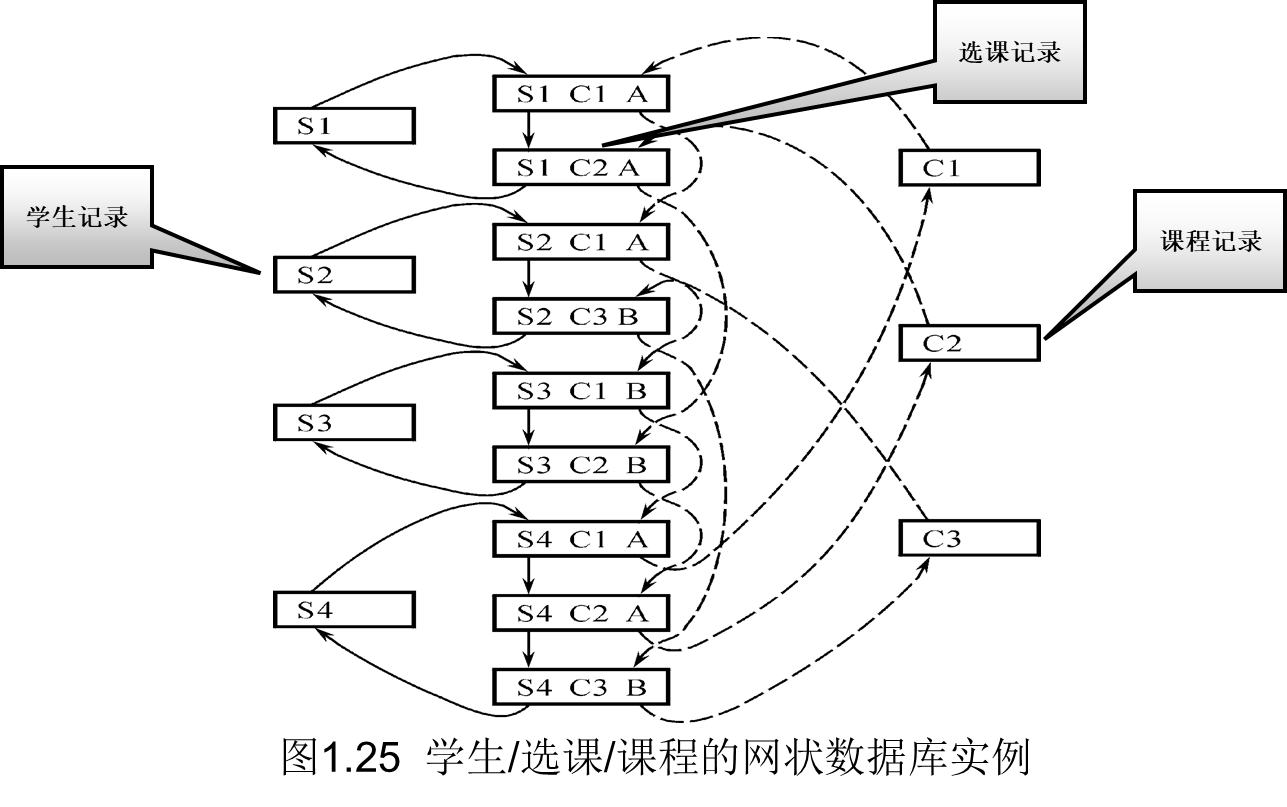 选课记录
S1 C1 A
S1
S1 C2 A
C1
学生记录
S2 C1 A
课程记录
S2
S2 C3 B
C2
S3 C1 B
S3
S3 C2 B
S4 C1 A
C3
S4
S4 C2 A
S4 C3 B
图1.25 学生/选课/课程的网状数据库实例